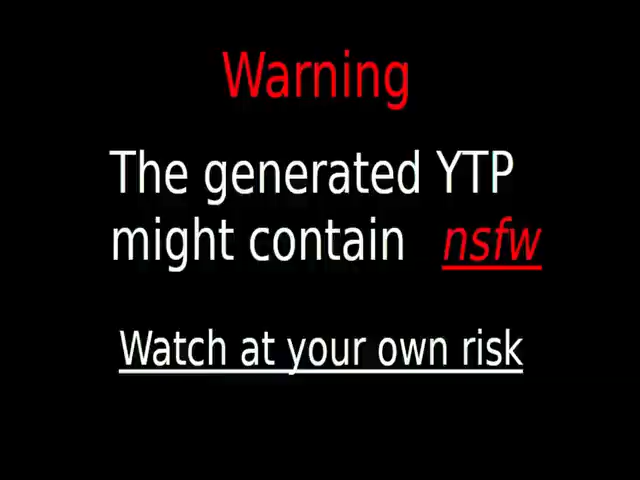 Warning
The generated YTP
might contain nsfw
Watch at your own risk